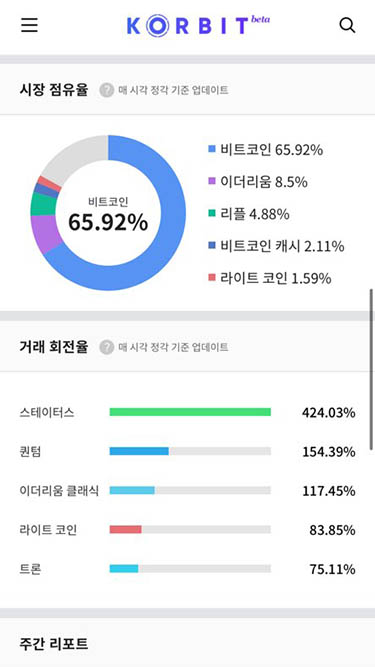 KORBIT beta
시장 점유율 ? 매 시각 정각 기준 업데이트
비트코인
65.92%
비트코인 65.92%
이더리움 8.5%
리플 4.88%
비트코인 캐시 2.11%
라이트 코인 1.59%
거래 회전율 ? 매 시각 정각 기준 업데이트
스테이터스 424.03%
퀀텀 154.39%
이더리움 클래식 117.45%
라이트 코인 83.85%
트론 75.11%
주간 리포트